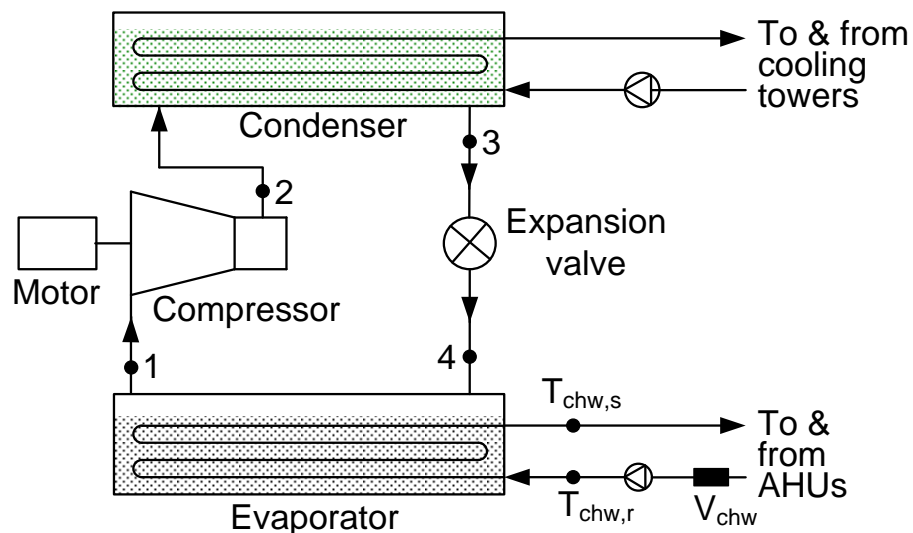 To & from
cooling
towers
Condenser
3
2
Expansion
valve
Motor
Compressor
1
4
T_chw,s
To &
from
AHUs
T_chw,r
V_chw
Evaporator